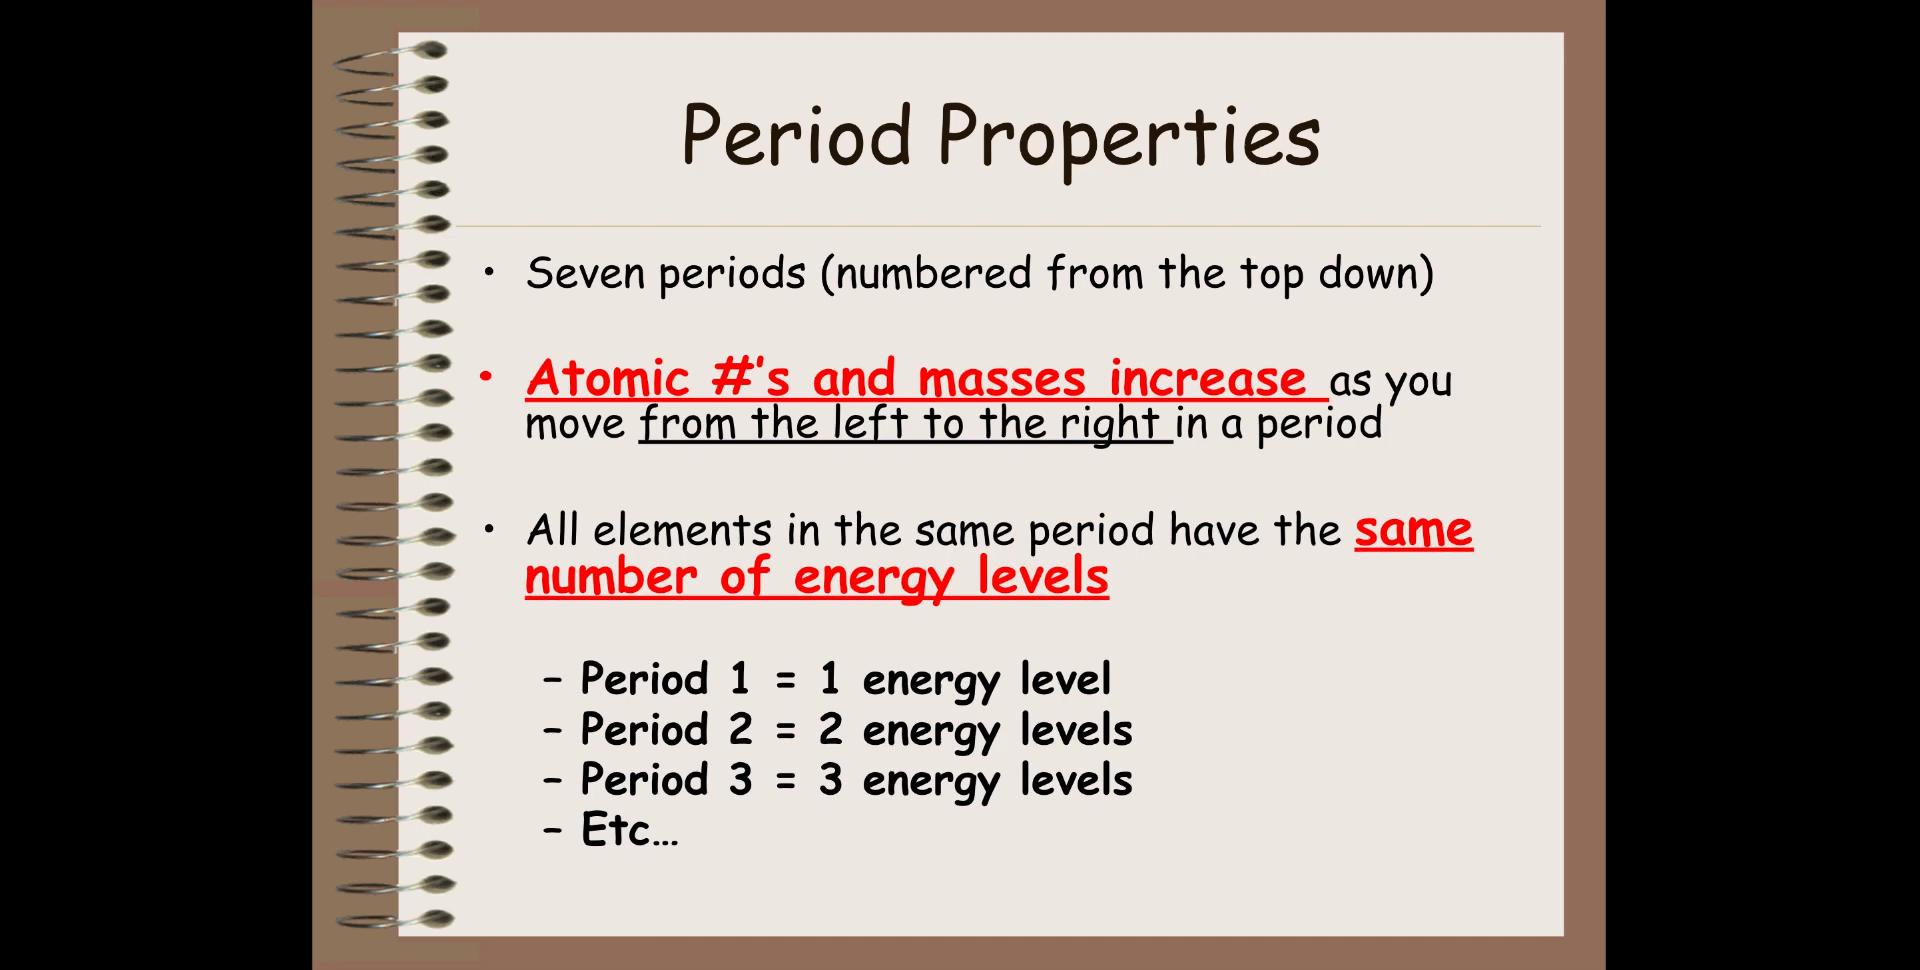 Period Properties
• Seven periods (numbered from the top down)
• Atomic #'s and masses increase as you
move from the left to the right in a period
• All elements in the same period have the same
number of energy levels
– Period 1 = 1 energy level
– Period 2 = 2 energy levels
– Period 3 = 3 energy levels
– Etc…